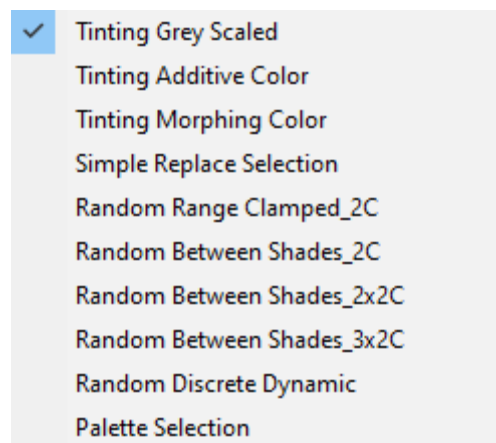 Tinting Grey Scaled
Tinting Additive Color
Tinting Morphing Color
Simple Replace Selection
Random Range Clamped_2C
Random Between Shades_2C
Random Between Shades_2x2C
Random Between Shades_3x2C
Random Discrete Dynamic
Palette Selection